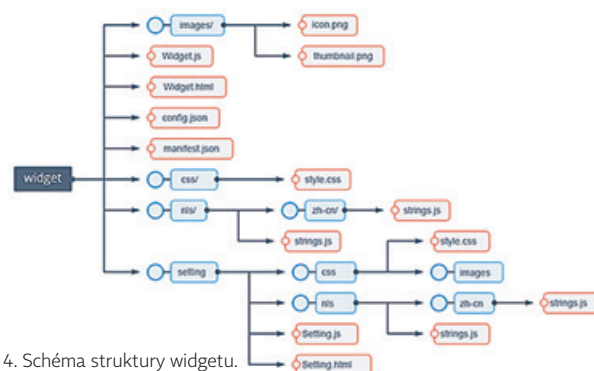 images/ icon.png
Widget.js thumbnail.png
Widget.html
config.json
manifest.json
widget css/ style.css
nls/ zh-cn/ strings.js
strings.js style.css
setting css images
nls zh-cn strings.js
Setting.js strings.js
Setting.html
4. Schéma struktury widgetu.